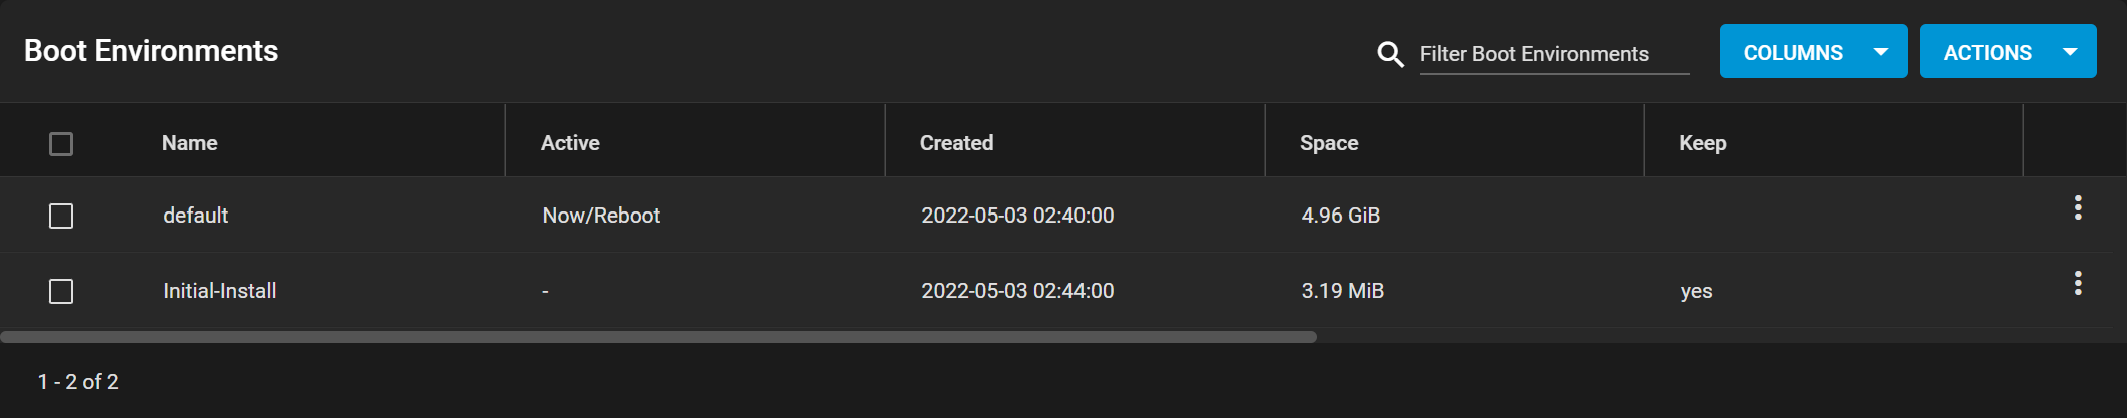 Boot Environments
Filter Boot Environments
COLUMNS
ACTIONS
Name Active Created Space Keep
default Now/Reboot 2022-05-03 02:40:00 4.96 GiB
Initial-Install - 2022-05-03 02:44:00 3.19 MiB yes
1 - 2 of 2